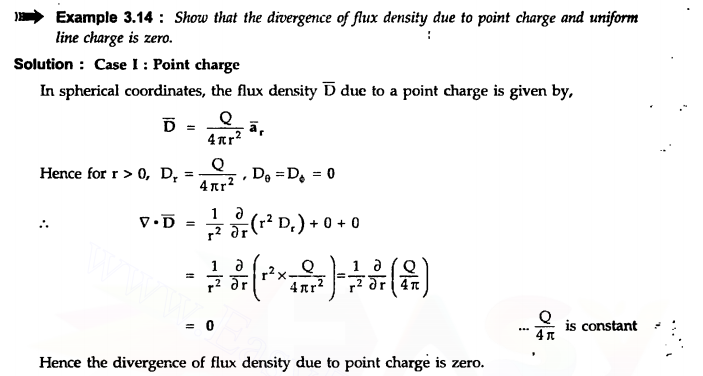 Example 3.14 : Show that the divergence of flux density due to point charge and uniform
line charge is zero.
Solution : Case I : Point charge
In spherical coordinates, the flux density D̅ due to a point charge is given by,
D̅ = Q / 4πr² a̅ᵣ
Hence for r > 0, Dᵣ = Q / 4πr² , D_θ = D_ϕ = 0
∴ ∇ • D̅ = 1/r² ∂/∂r (r² Dᵣ) + 0 + 0
= 1/r² ∂/∂r (r² × Q / 4πr²) = 1/r² ∂/∂r (Q / 4π)
= 0 ... Q / 4π is constant
Hence the divergence of flux density due to point charge is zero.